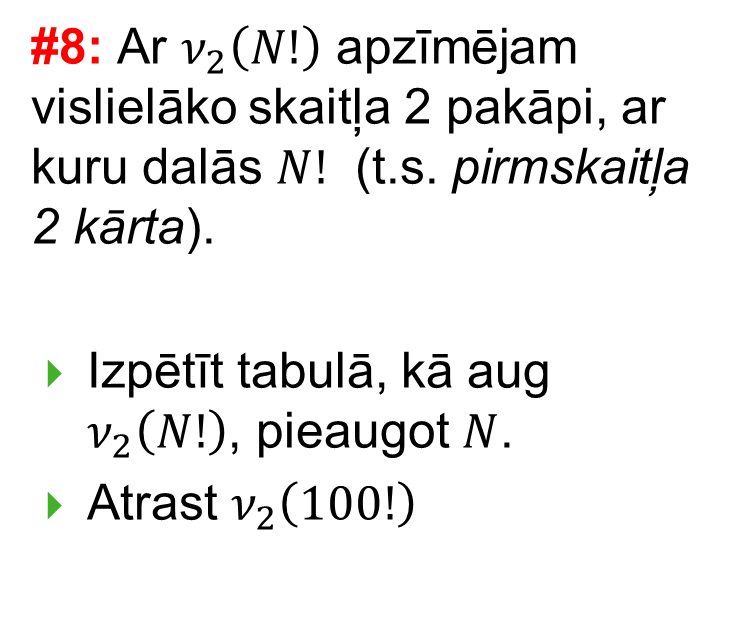 #8: Ar 𝜈₂(𝑁!) apzīmējam
vislielāko skaitļa 2 pakāpi, ar
kuru dalās 𝑁! (t.s. pirmskaitļa
2 kārta).
Izpētīt tabulā, kā aug
𝜈₂(𝑁!), pieaugot 𝑁.
Atrast 𝜈₂(100!)